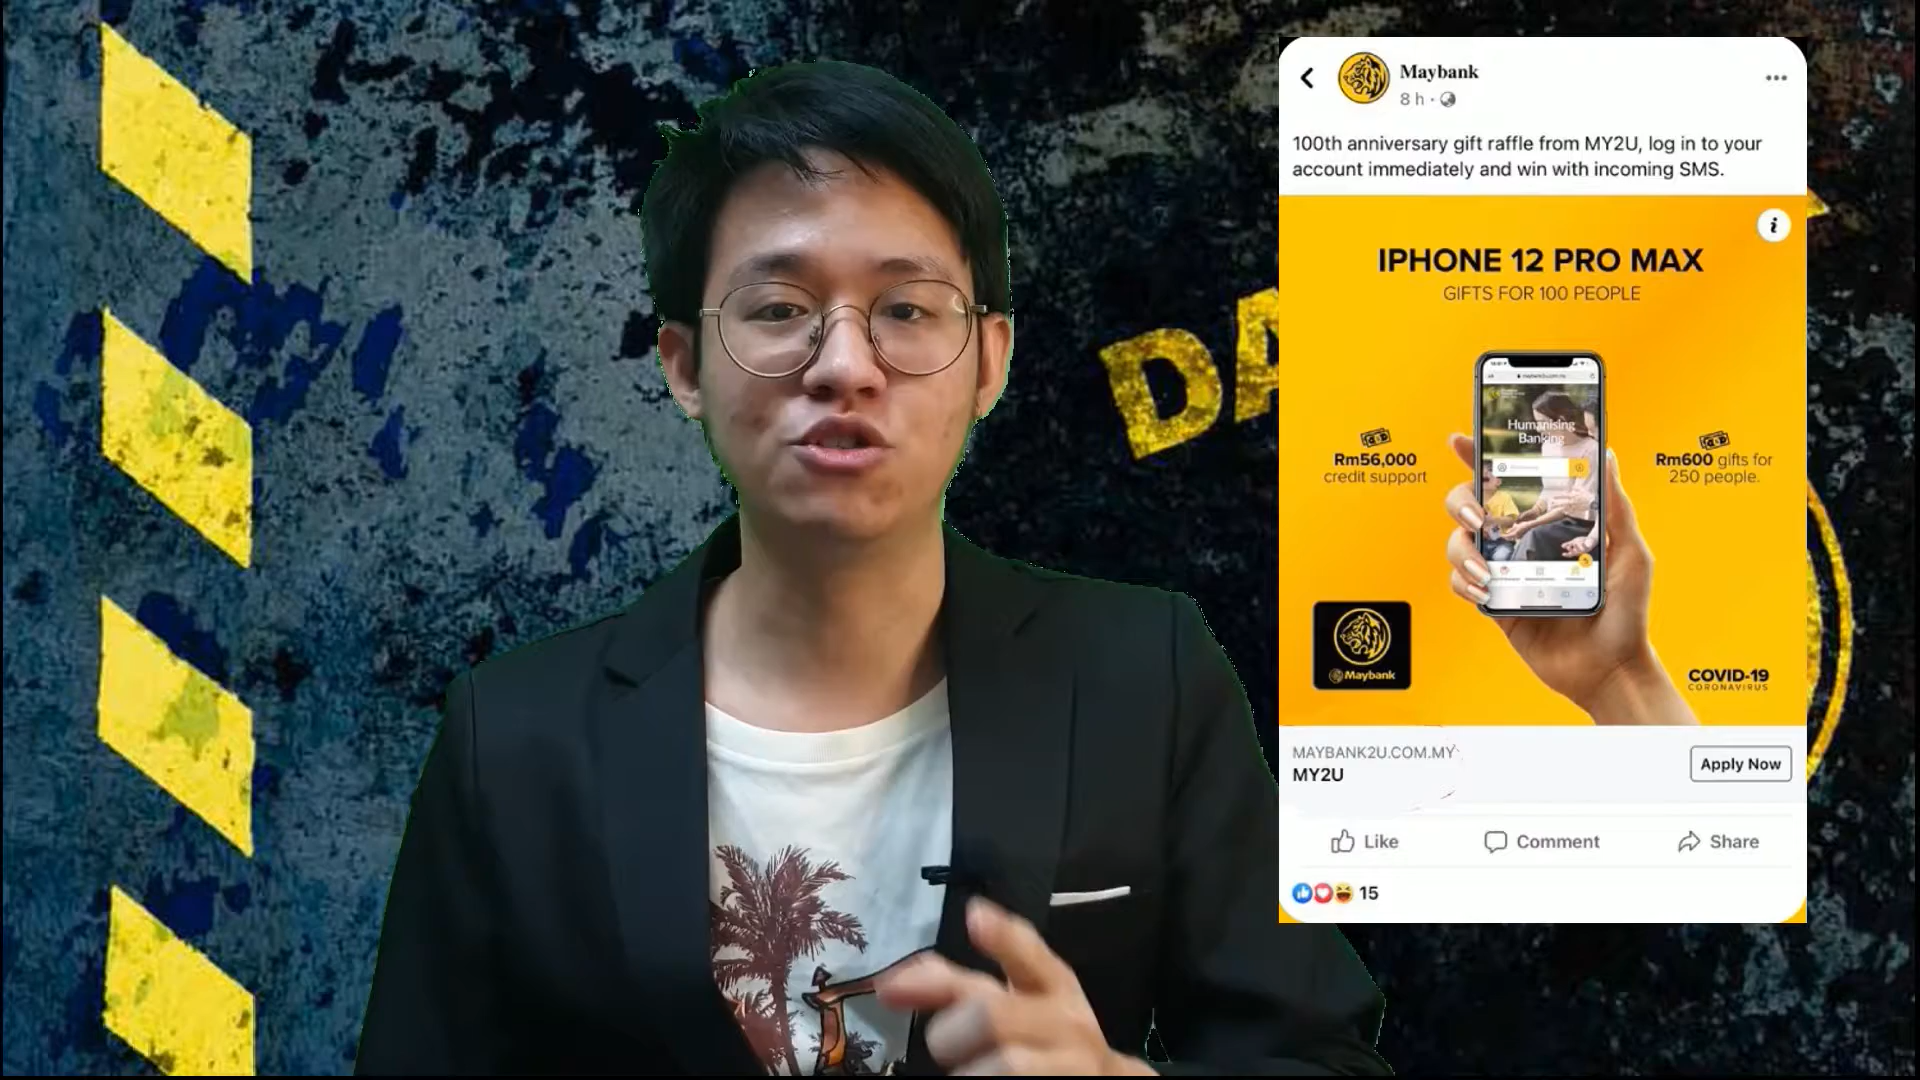 Maybank
8 h
100th anniversary gift raffle from MY2U, log in to your
account immediately and win with incoming SMS.
IPHONE 12 PRO MAX
GIFTS FOR 100 PEOPLE
DA
Humanising
Banking
Rm56,000
credit support
Rm600 gifts for
250 people.
Maybank
COVID-19
CORONAVIRUS
MAYBANK2U.COM.MY
MY2U
Apply Now
Like
Comment
Share
15